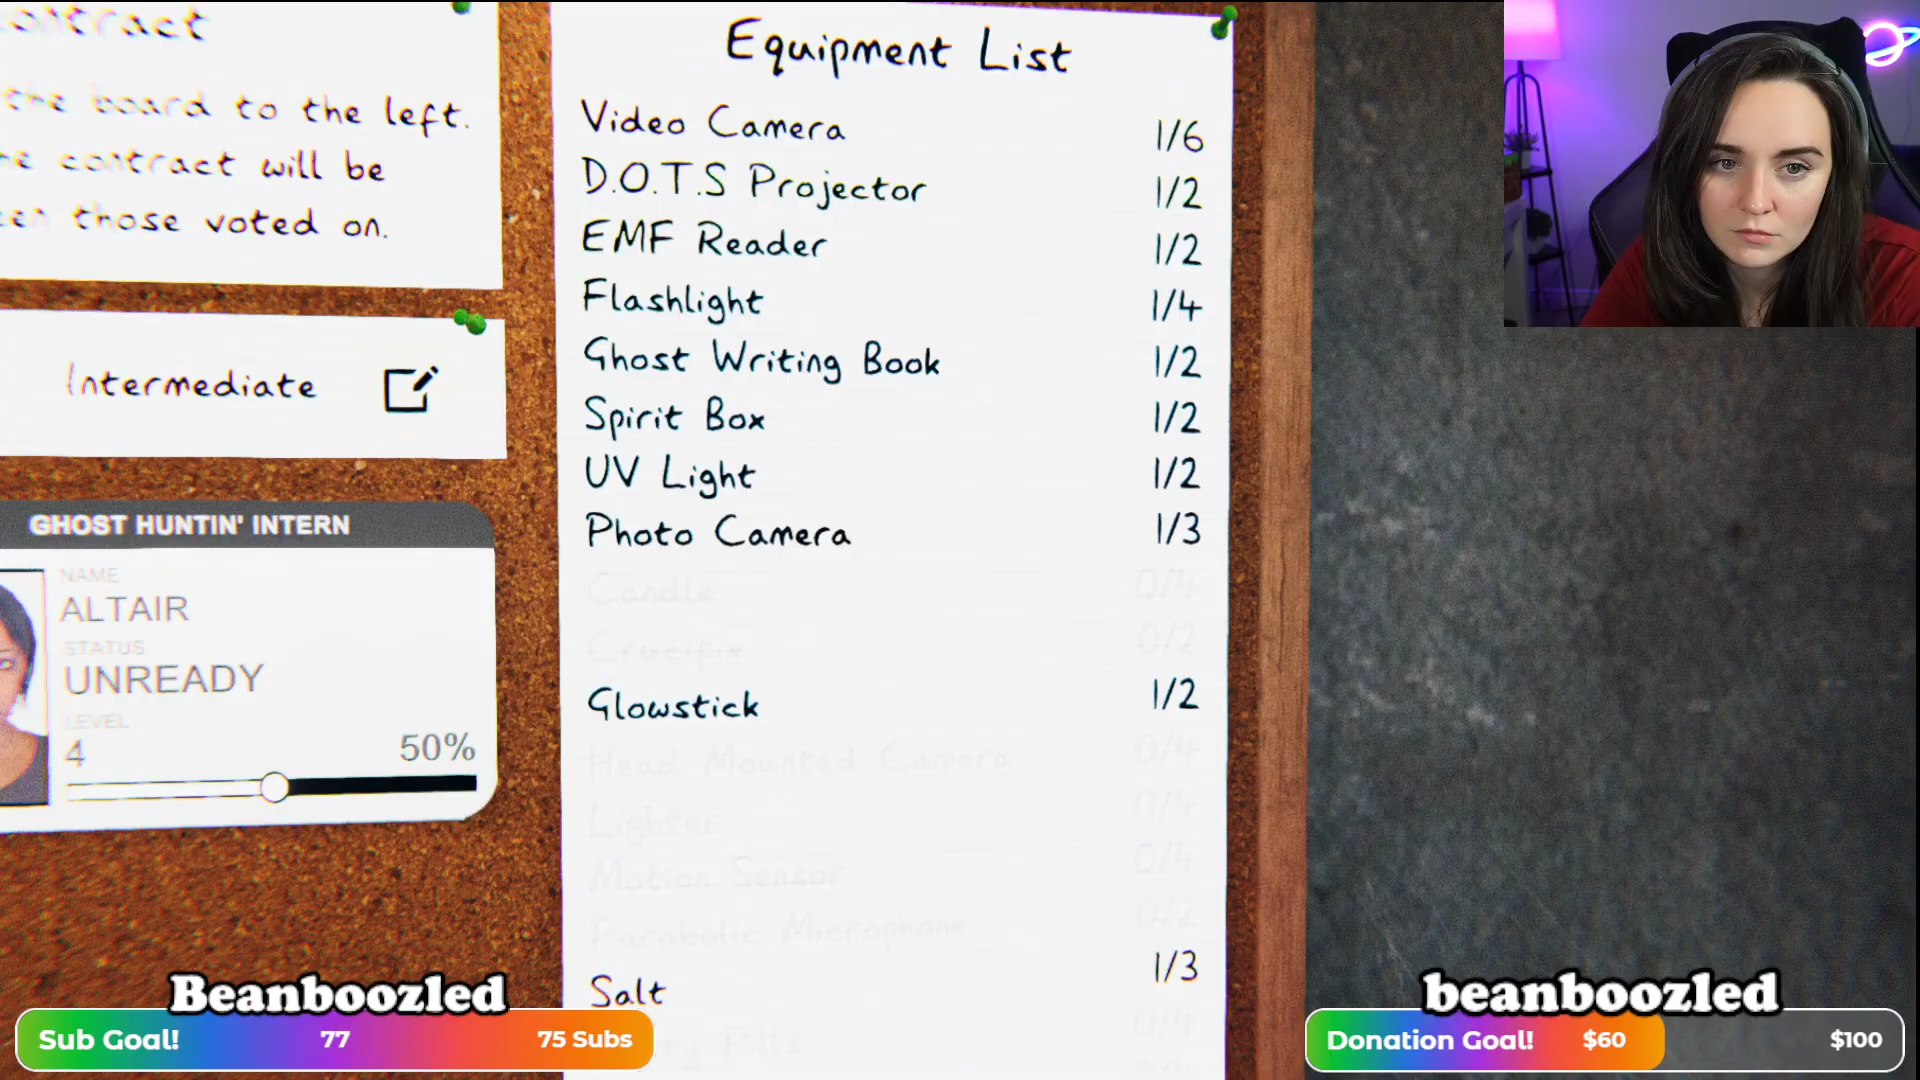 ontract
the board to the left.
contract will be
those voted on.
Intermediate
GHOST HUNTIN' INTERN
NAME
ALTAIR
STATUS
UNREADY
LEVEL
4 50%
Equipment List
Video Camera 1/6
D.O.T.S Projector 1/2
EMF Reader 1/2
Flashlight 1/4
Ghost Writing Book 1/2
Spirit Box 1/2
UV Light 1/2
Photo Camera 1/3
Candle 0/4
Crucifix 0/2
Glowstick 1/2
Head Mounted Camera 0/4
Lighter 0/4
Motion Sensor 0/4
Parabolic Microphone 0/2
Salt 1/3
Pills 0/4
Beanboozled
Sub Goal! 77 75 Subs
beanboozled
Donation Goal! $60 $100